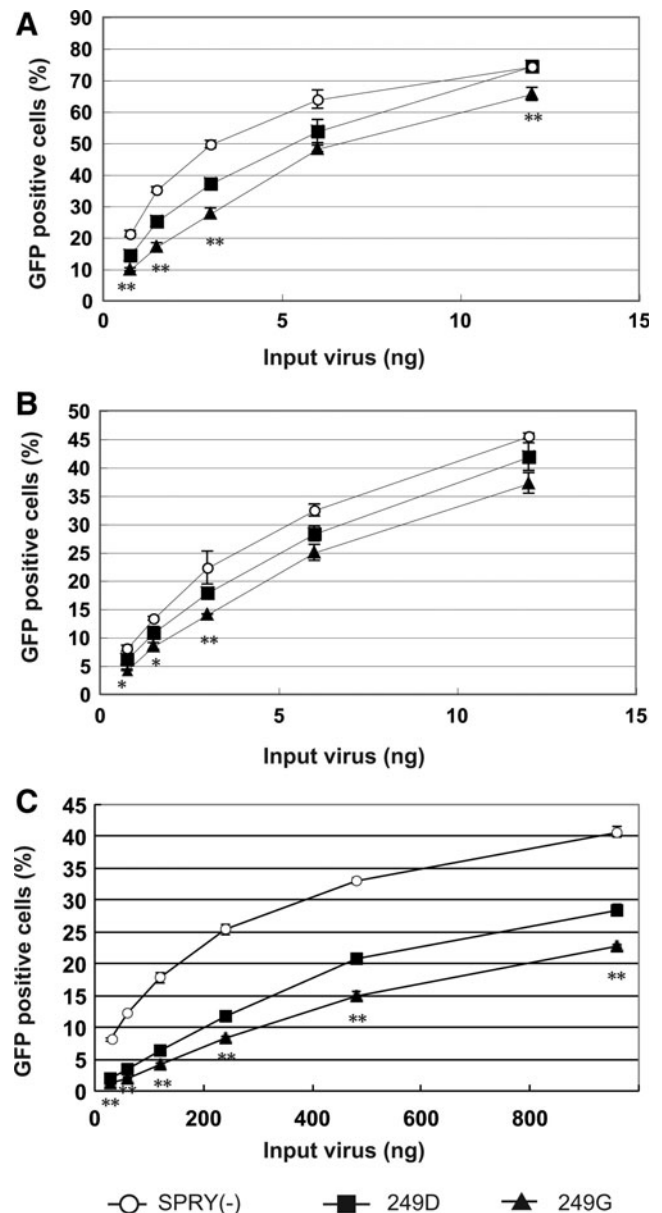 A
GFP positive cells (%)
90
80
70
60
50
40
30
20
10
0
** ** ** **
0 5 10 15
Input virus (ng)
B
GFP positive cells (%)
50
45
40
35
30
25
20
15
10
5
0
* * **
0 5 10 15
Input virus (ng)
C
GFP positive cells (%)
45
40
35
30
25
20
15
10
5
0
** ** ** ** ** **
0 200 400 600 800
Input virus (ng)
SPRY(-) 249D 249G